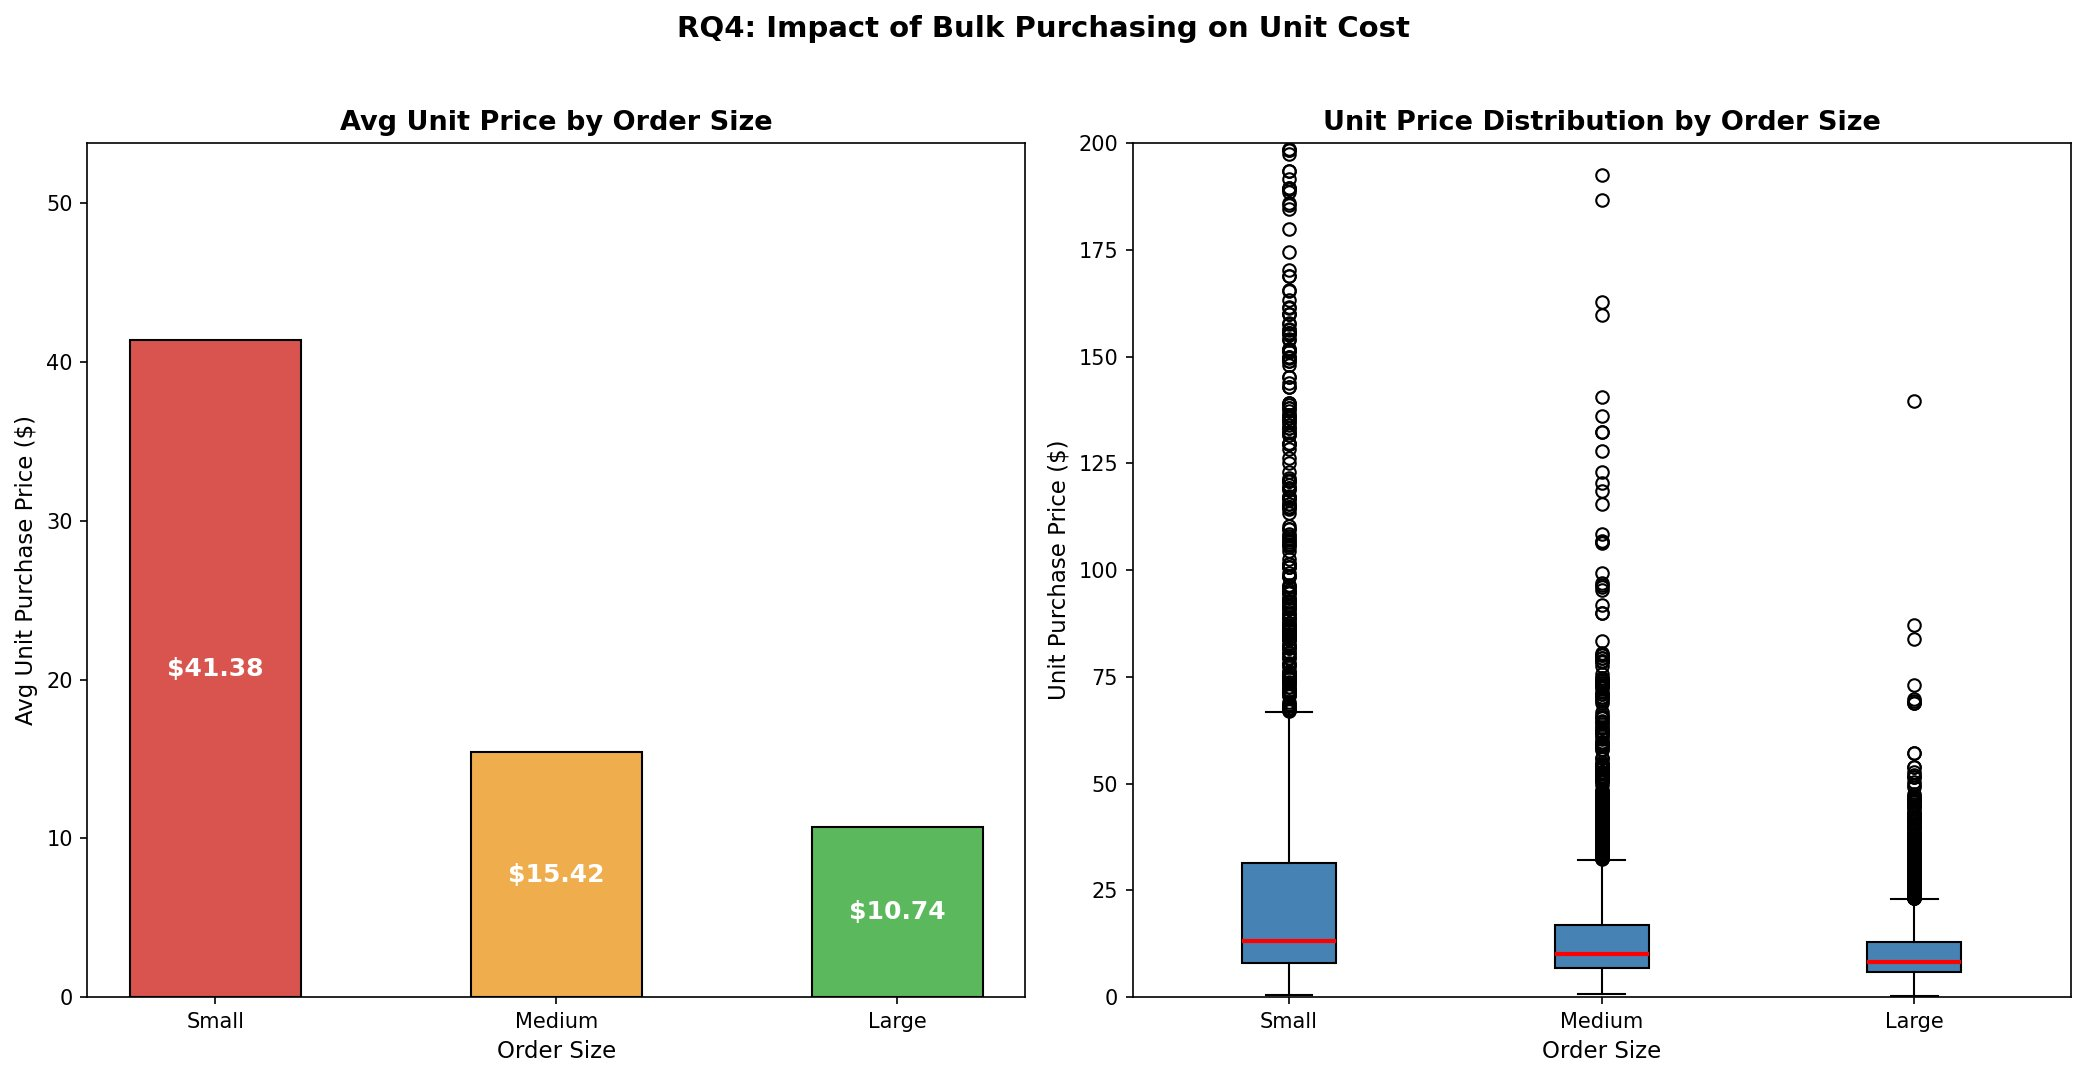 RQ4: Impact of Bulk Purchasing on Unit Cost
Avg Unit Price by Order Size
Avg Unit Purchase Price ($)
50
40
30
20
10
0
$41.38
$15.42
$10.74
Small
Medium
Large
Order Size
Unit Price Distribution by Order Size
Unit Purchase Price ($)
200
175
150
125
100
75
50
25
0
Small
Medium
Large
Order Size